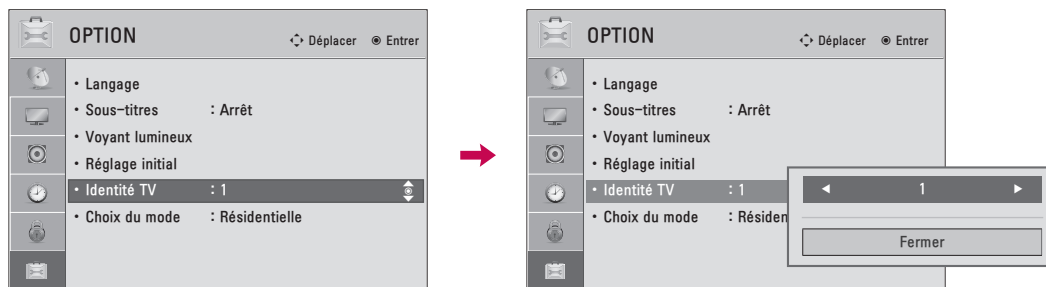 OPTION
Déplacer Entrer
• Langage
• Sous-titres : Arrêt
• Voyant lumineux
• Réglage initial
• Identité TV : 1
• Choix du mode : Résidentielle
OPTION
Déplacer Entrer
• Langage
• Sous-titres : Arrêt
• Voyant lumineux
• Réglage initial
• Identité TV : 1
• Choix du mode : Résiden
◄ 1 ►
Fermer